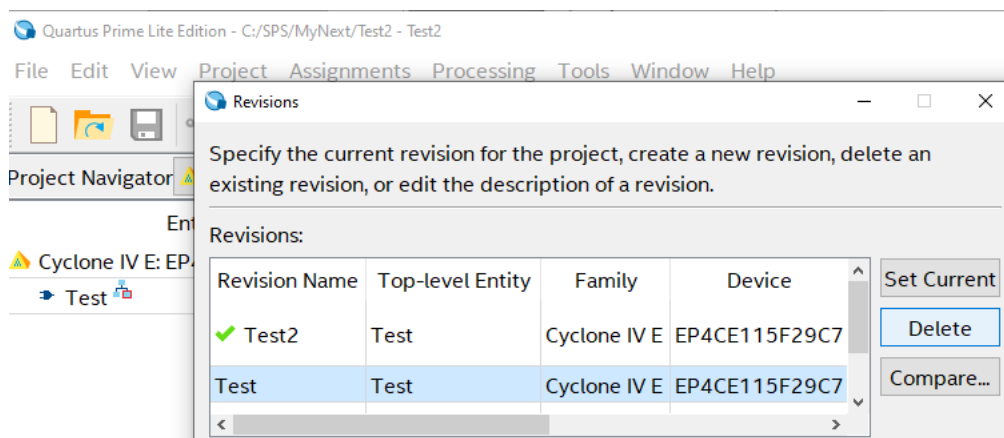 Quartus Prime Lite Edition - C:/SPS/MyNext/Test2 - Test2
File Edit View Project Assignments Processing Tools Window Help
Revisions
Specify the current revision for the project, create a new revision, delete an
existing revision, or edit the description of a revision.
Project Navigator
Revisions:
Cyclone IV E:
Test
Revision Name Top-level Entity Family Device
Test2 Test Cyclone IV E EP4CE115F29C7
Test Test Cyclone IV E EP4CE115F29C7
Set Current
Delete
Compare...